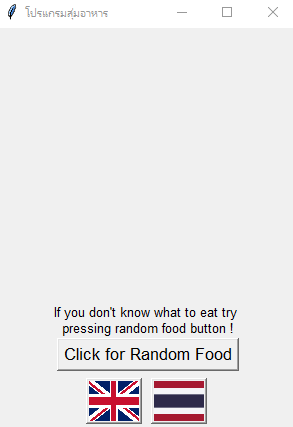 โปรแกรมสุ่มอาหาร
If you don't know what to eat try
pressing random food button !
Click for Random Food